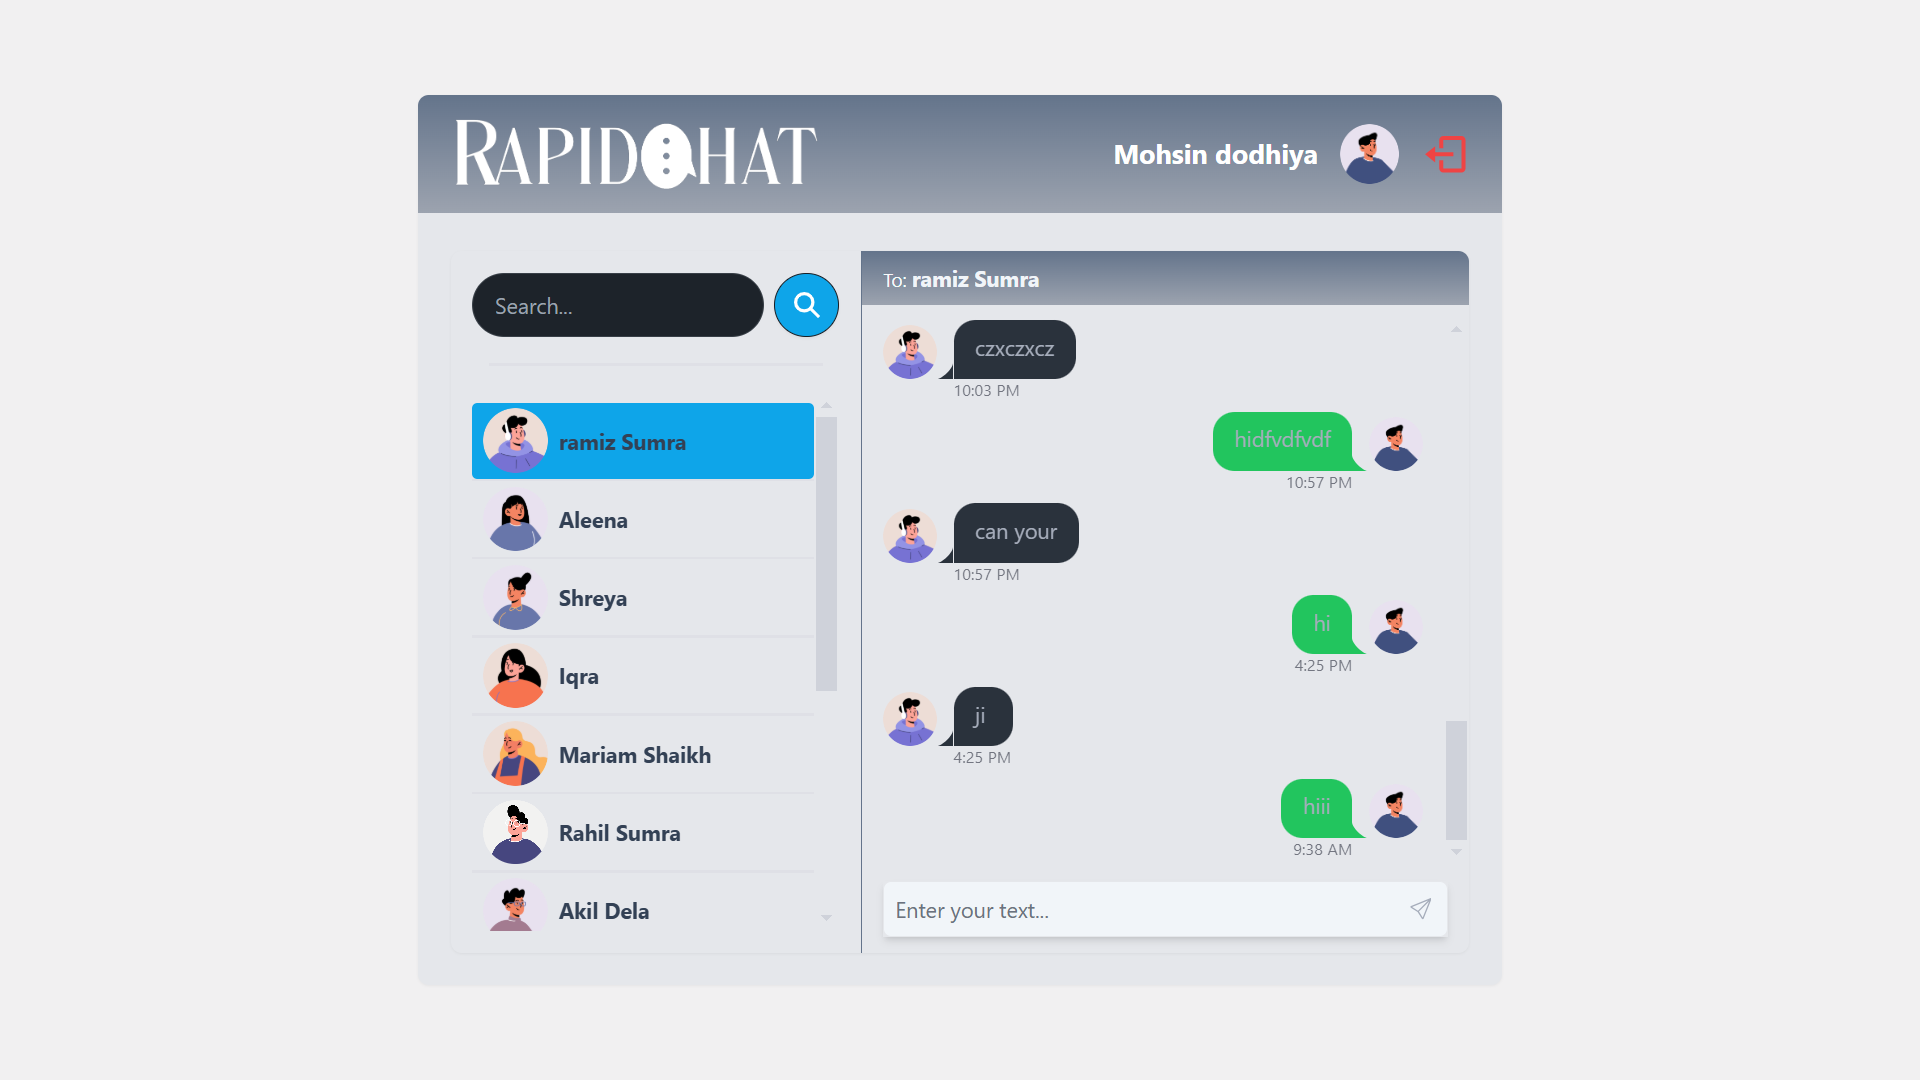 RAPIDCHAT
Mohsin dodhiya
Search...
ramiz Sumra
Aleena
Shreya
Iqra
Mariam Shaikh
Rahil Sumra
Akil Dela
To: ramiz Sumra
czxczxcz
10:03 PM
hidfvdfvdf
10:57 PM
can your
10:57 PM
hi
4:25 PM
ji
4:25 PM
hiii
9:38 AM
Enter your text...